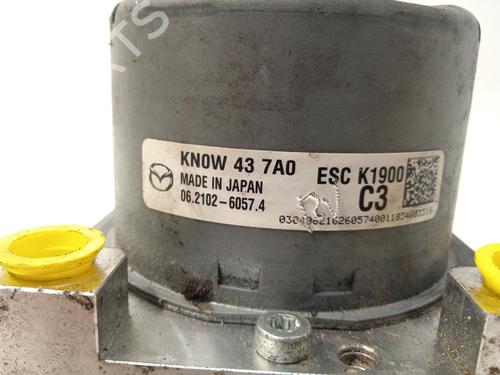 KN0W 43 7A0 ESC K1900
MADE IN JAPAN C3
06.2102-6057.4